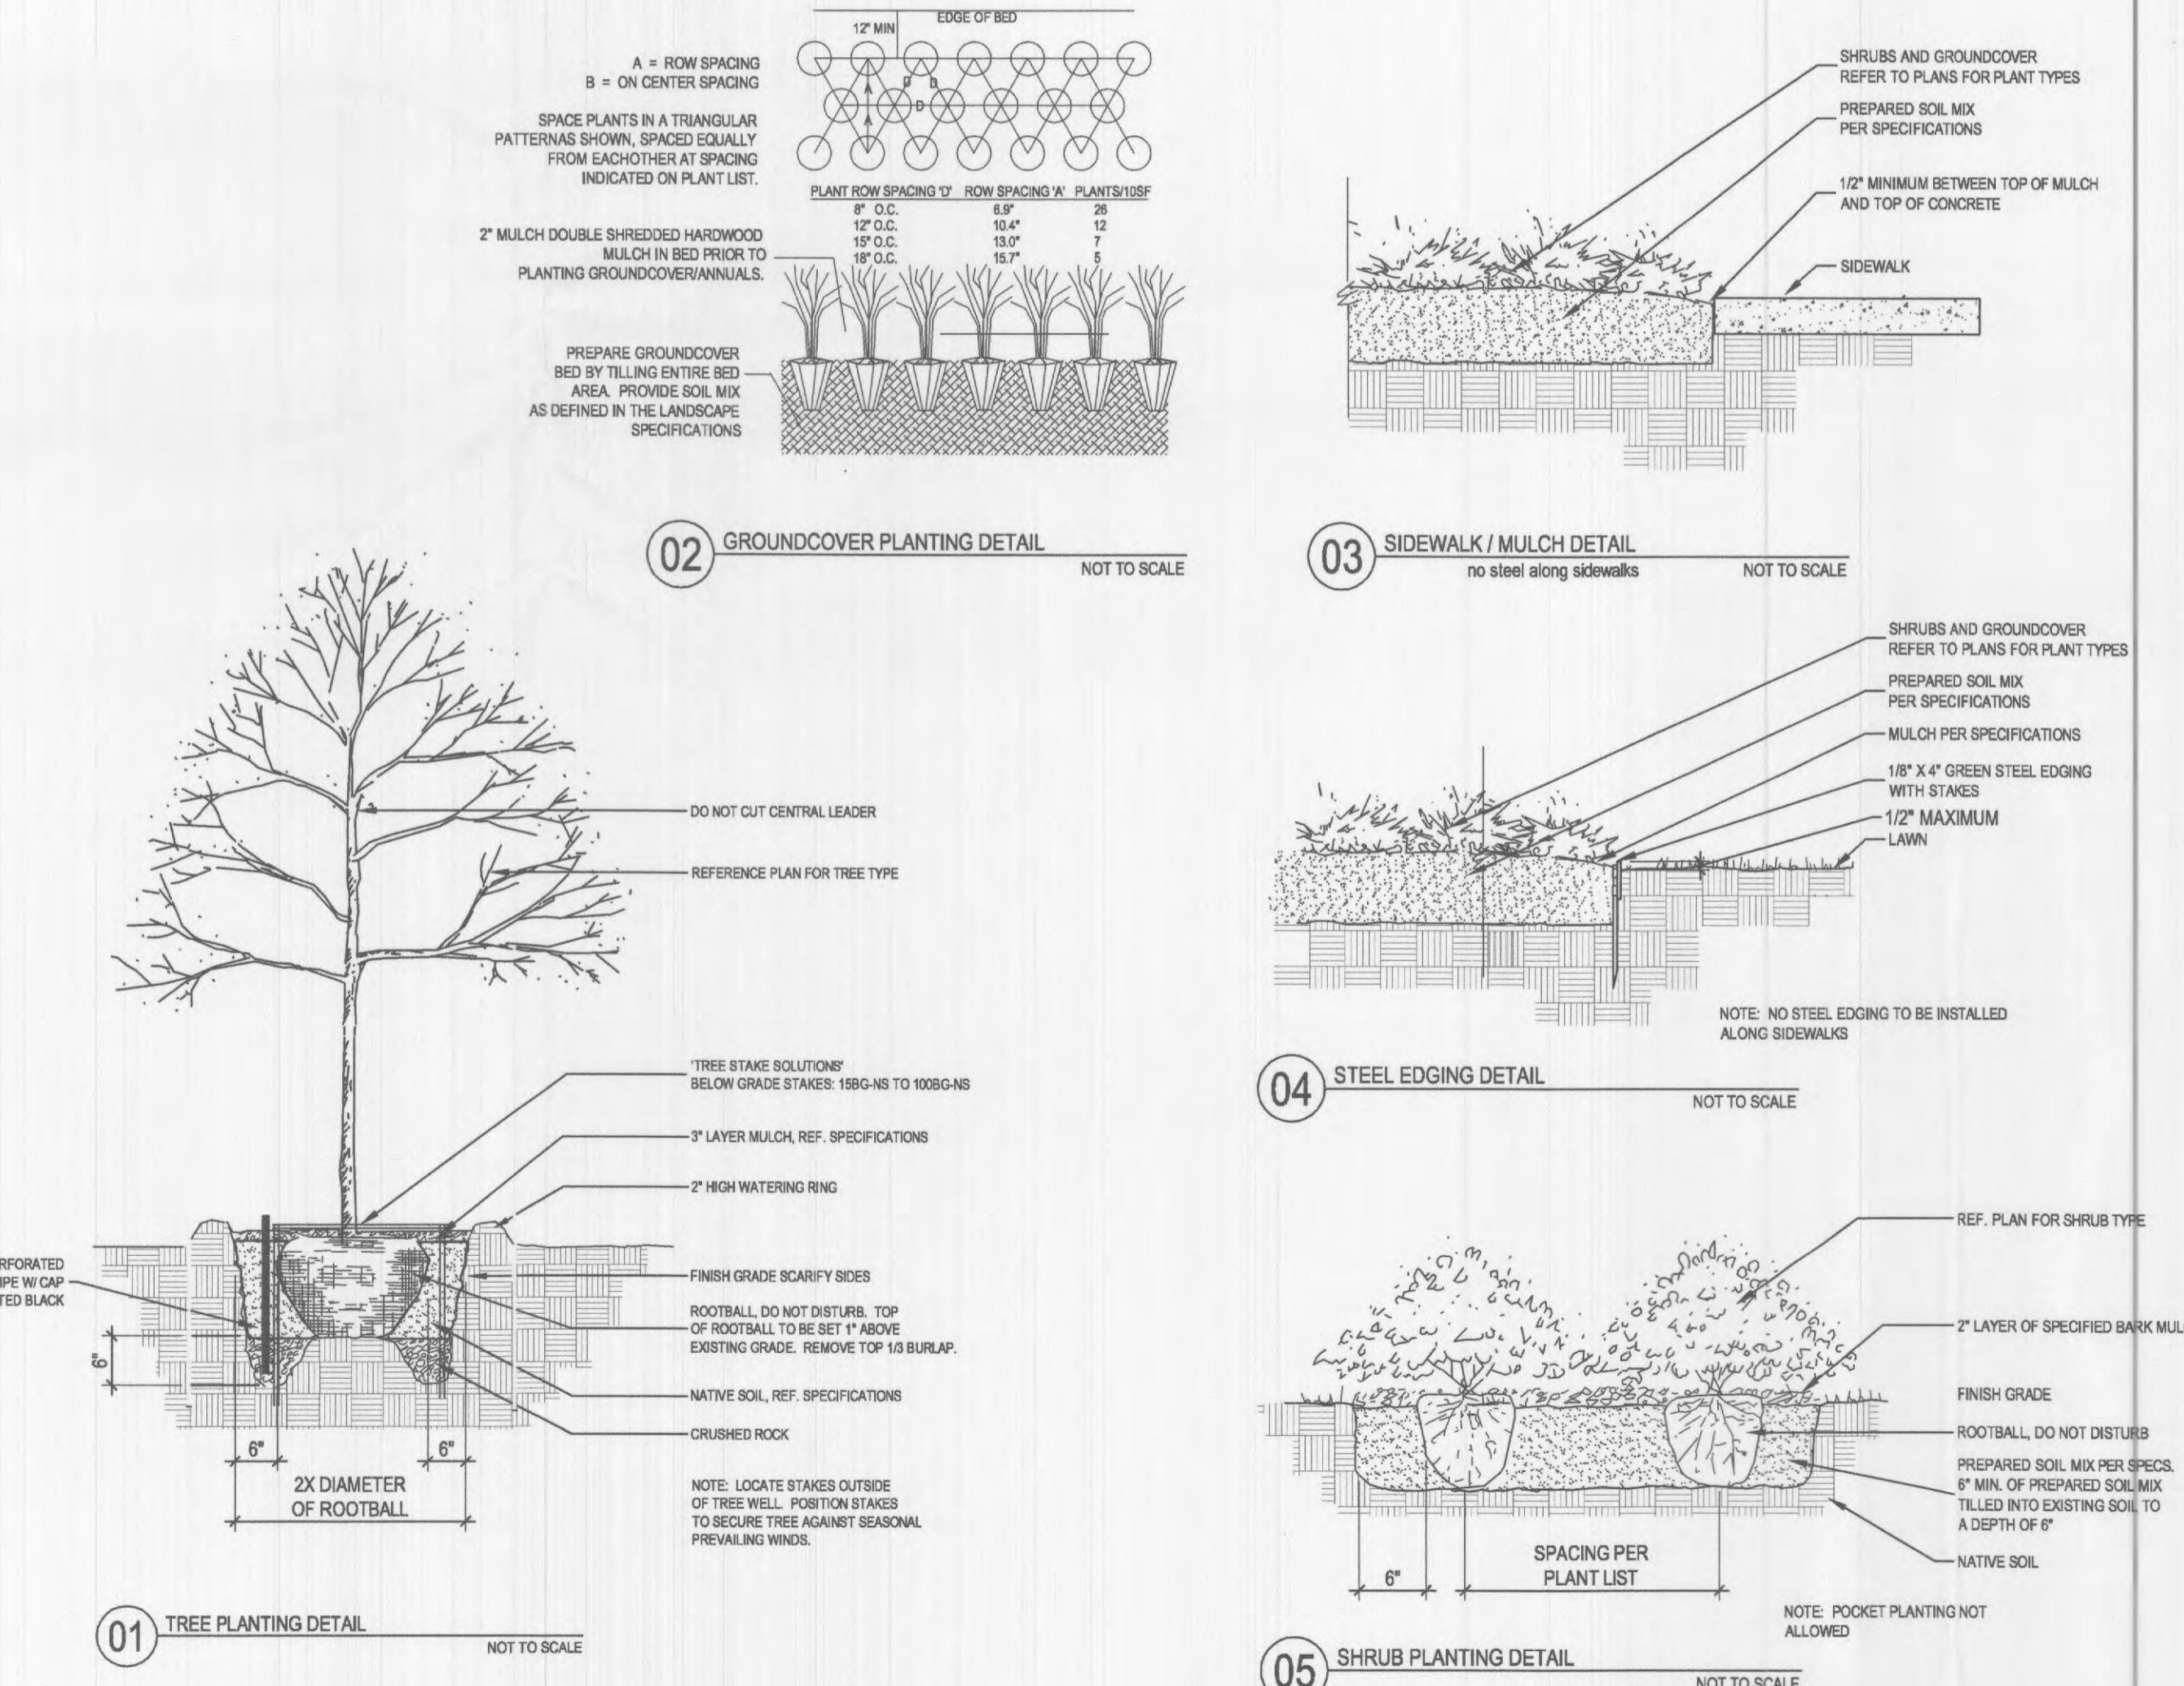 EDGE OF BED
12" MIN
A = ROW SPACING
B = ON CENTER SPACING
SPACE PLANTS IN A TRIANGULAR
PATTERNAS SHOWN, SPACED EQUALLY
FROM EACHOTHER AT SPACING
INDICATED ON PLANT LIST.
D D
D
PLANT ROW SPACING 'D' ROW SPACING 'A' PLANTS/10SF
8" O.C. 6.9" 26
12" O.C. 10.4" 12
15" O.C. 13.0" 7
18" O.C. 15.7" 5
2" MULCH DOUBLE SHREDDED HARDWOOD
MULCH IN BED PRIOR TO
PLANTING GROUNDCOVER/ANNUALS.
PREPARE GROUNDCOVER
BED BY TILLING ENTIRE BED
AREA. PROVIDE SOIL MIX
AS DEFINED IN THE LANDSCAPE
SPECIFICATIONS
02 GROUNDCOVER PLANTING DETAIL
NOT TO SCALE
SHRUBS AND GROUNDCOVER
REFER TO PLANS FOR PLANT TYPES
PREPARED SOIL MIX
PER SPECIFICATIONS
1/2" MINIMUM BETWEEN TOP OF MULCH
AND TOP OF CONCRETE
SIDEWALK
03 SIDEWALK / MULCH DETAIL
no steel along sidewalks NOT TO SCALE
DO NOT CUT CENTRAL LEADER
REFERENCE PLAN FOR TREE TYPE
'TREE STAKE SOLUTIONS'
BELOW GRADE STAKES: 15BG-NS TO 100BG-NS
3" LAYER MULCH, REF. SPECIFICATIONS
2" HIGH WATERING RING
RFORATED
IPE W/ CAP
TED BLACK
FINISH GRADE SCARIFY SIDES
ROOTBALL, DO NOT DISTURB. TOP
OF ROOTBALL TO BE SET 1" ABOVE
EXISTING GRADE. REMOVE TOP 1/3 BURLAP.
6"
NATIVE SOIL, REF. SPECIFICATIONS
CRUSHED ROCK
6" 6"
2X DIAMETER
OF ROOTBALL
NOTE: LOCATE STAKES OUTSIDE
OF TREE WELL. POSITION STAKES
TO SECURE TREE AGAINST SEASONAL
PREVAILING WINDS.
01 TREE PLANTING DETAIL
NOT TO SCALE
SHRUBS AND GROUNDCOVER
REFER TO PLANS FOR PLANT TYPES
PREPARED SOIL MIX
PER SPECIFICATIONS
MULCH PER SPECIFICATIONS
1/8" X 4" GREEN STEEL EDGING
WITH STAKES
1/2" MAXIMUM
LAWN
NOTE: NO STEEL EDGING TO BE INSTALLED
ALONG SIDEWALKS
04 STEEL EDGING DETAIL
NOT TO SCALE
REF. PLAN FOR SHRUB TYPE
2" LAYER OF SPECIFIED BARK MUL
FINISH GRADE
ROOTBALL, DO NOT DISTURB
PREPARED SOIL MIX PER SPECS.
6" MIN. OF PREPARED SOIL MIX
TILLED INTO EXISTING SOIL TO
A DEPTH OF 6"
NATIVE SOIL
6"
SPACING PER
PLANT LIST
NOTE: POCKET PLANTING NOT
ALLOWED
05 SHRUB PLANTING DETAIL
NOT TO SCALE